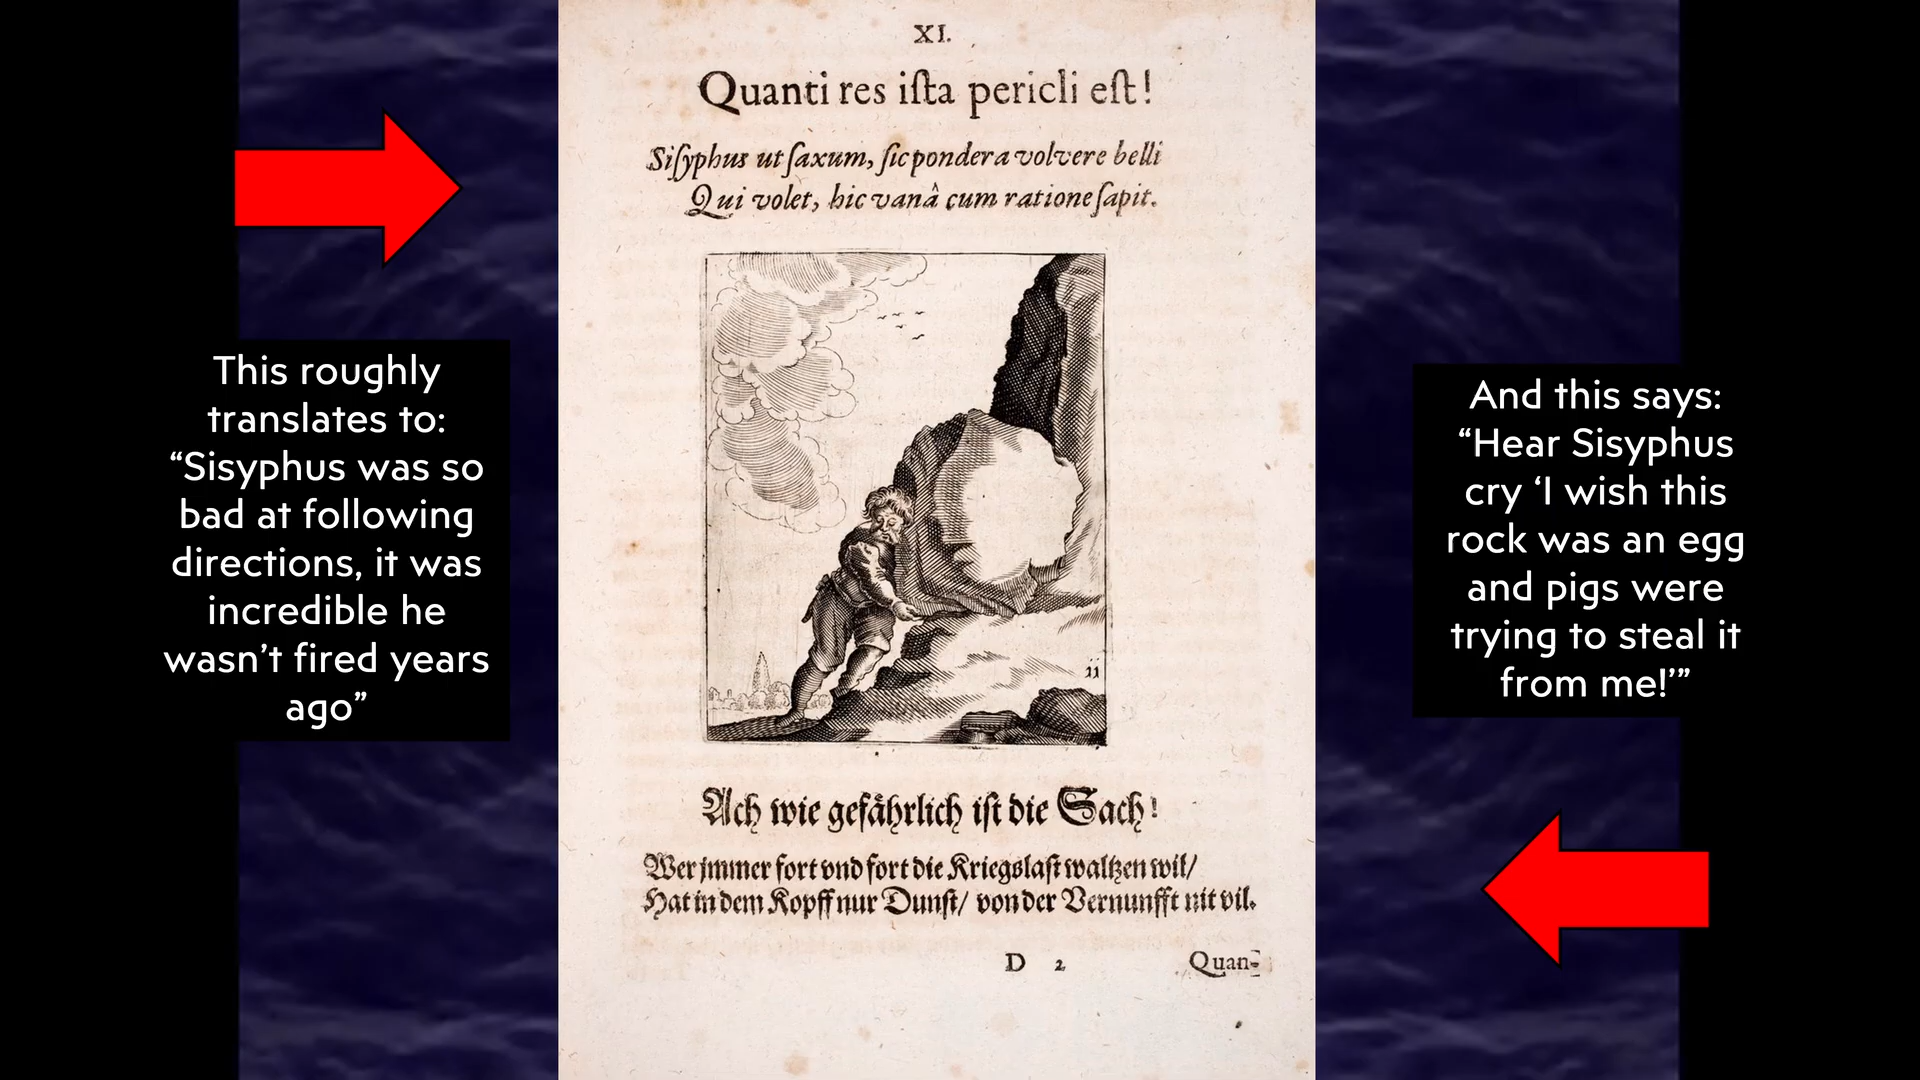 XI.
Quanti res iſta pericli eſt!
Siſyphus ut ſaxum, ſic pondera volvere belli
Qui volet, hic vanâ cum ratione ſapit.
This roughly
translates to:
“Sisyphus was so
bad at following
directions, it was
incredible he
wasn’t fired years
ago”
And this says:
“Hear Sisyphus
cry ‘I wish this
rock was an egg
and pigs were
trying to steal it
from me!’”
11
Ach wie gefährlich iſt die Sach!
Wer jmmer fort vnd fort die Kriegslaſt waltzen wil/
Hat in dem Kopff nur Dunſt/ von der Vernunfft nit vil.
D 2
Quan-